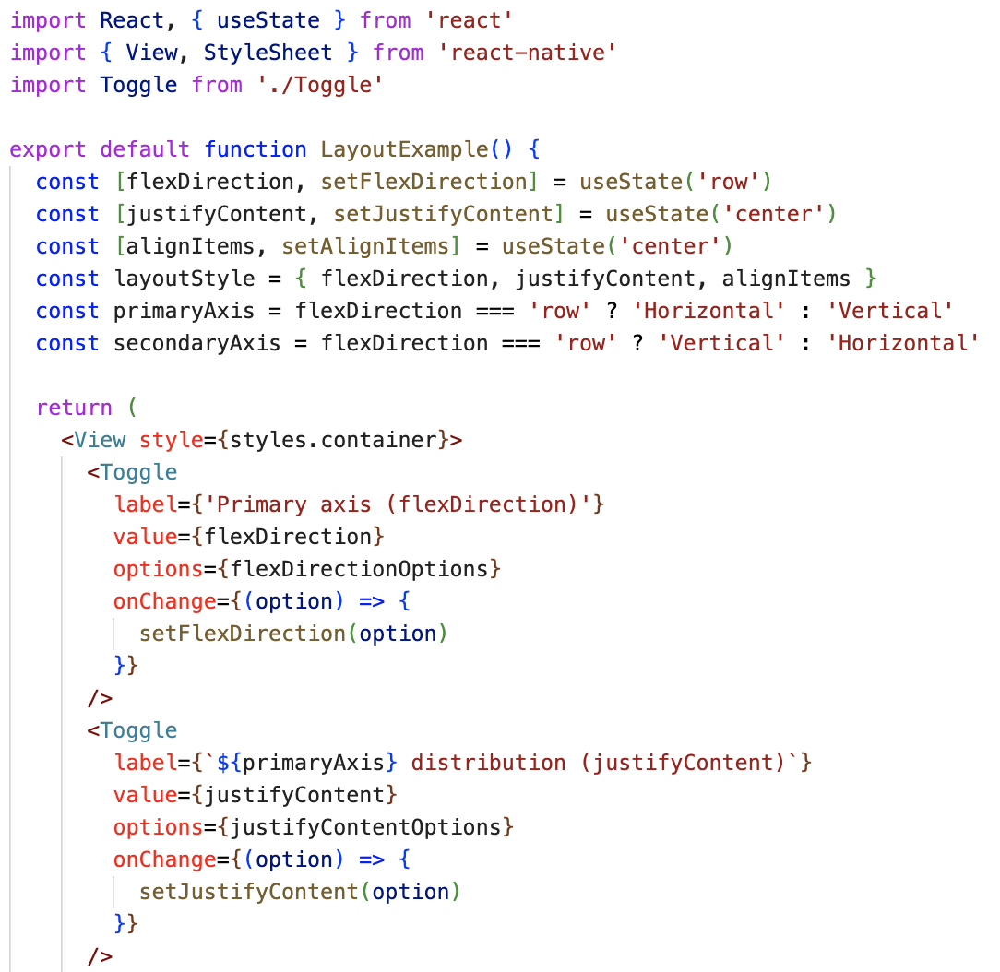 import React, { useState } from 'react'
import { View, StyleSheet } from 'react-native'
import Toggle from './Toggle'

export default function LayoutExample() {
  const [flexDirection, setFlexDirection] = useState('row')
  const [justifyContent, setJustifyContent] = useState('center')
  const [alignItems, setAlignItems] = useState('center')
  const layoutStyle = { flexDirection, justifyContent, alignItems }
  const primaryAxis = flexDirection === 'row' ? 'Horizontal' : 'Vertical'
  const secondaryAxis = flexDirection === 'row' ? 'Vertical' : 'Horizontal'

  return (
    <View style={styles.container}>
      <Toggle
        label={'Primary axis (flexDirection)'}
        value={flexDirection}
        options={flexDirectionOptions}
        onChange={(option) => {
          setFlexDirection(option)
        }}
      />
      <Toggle
        label={`${primaryAxis} distribution (justifyContent)`}
        value={justifyContent}
        options={justifyContentOptions}
        onChange={(option) => {
          setJustifyContent(option)
        }}
      />